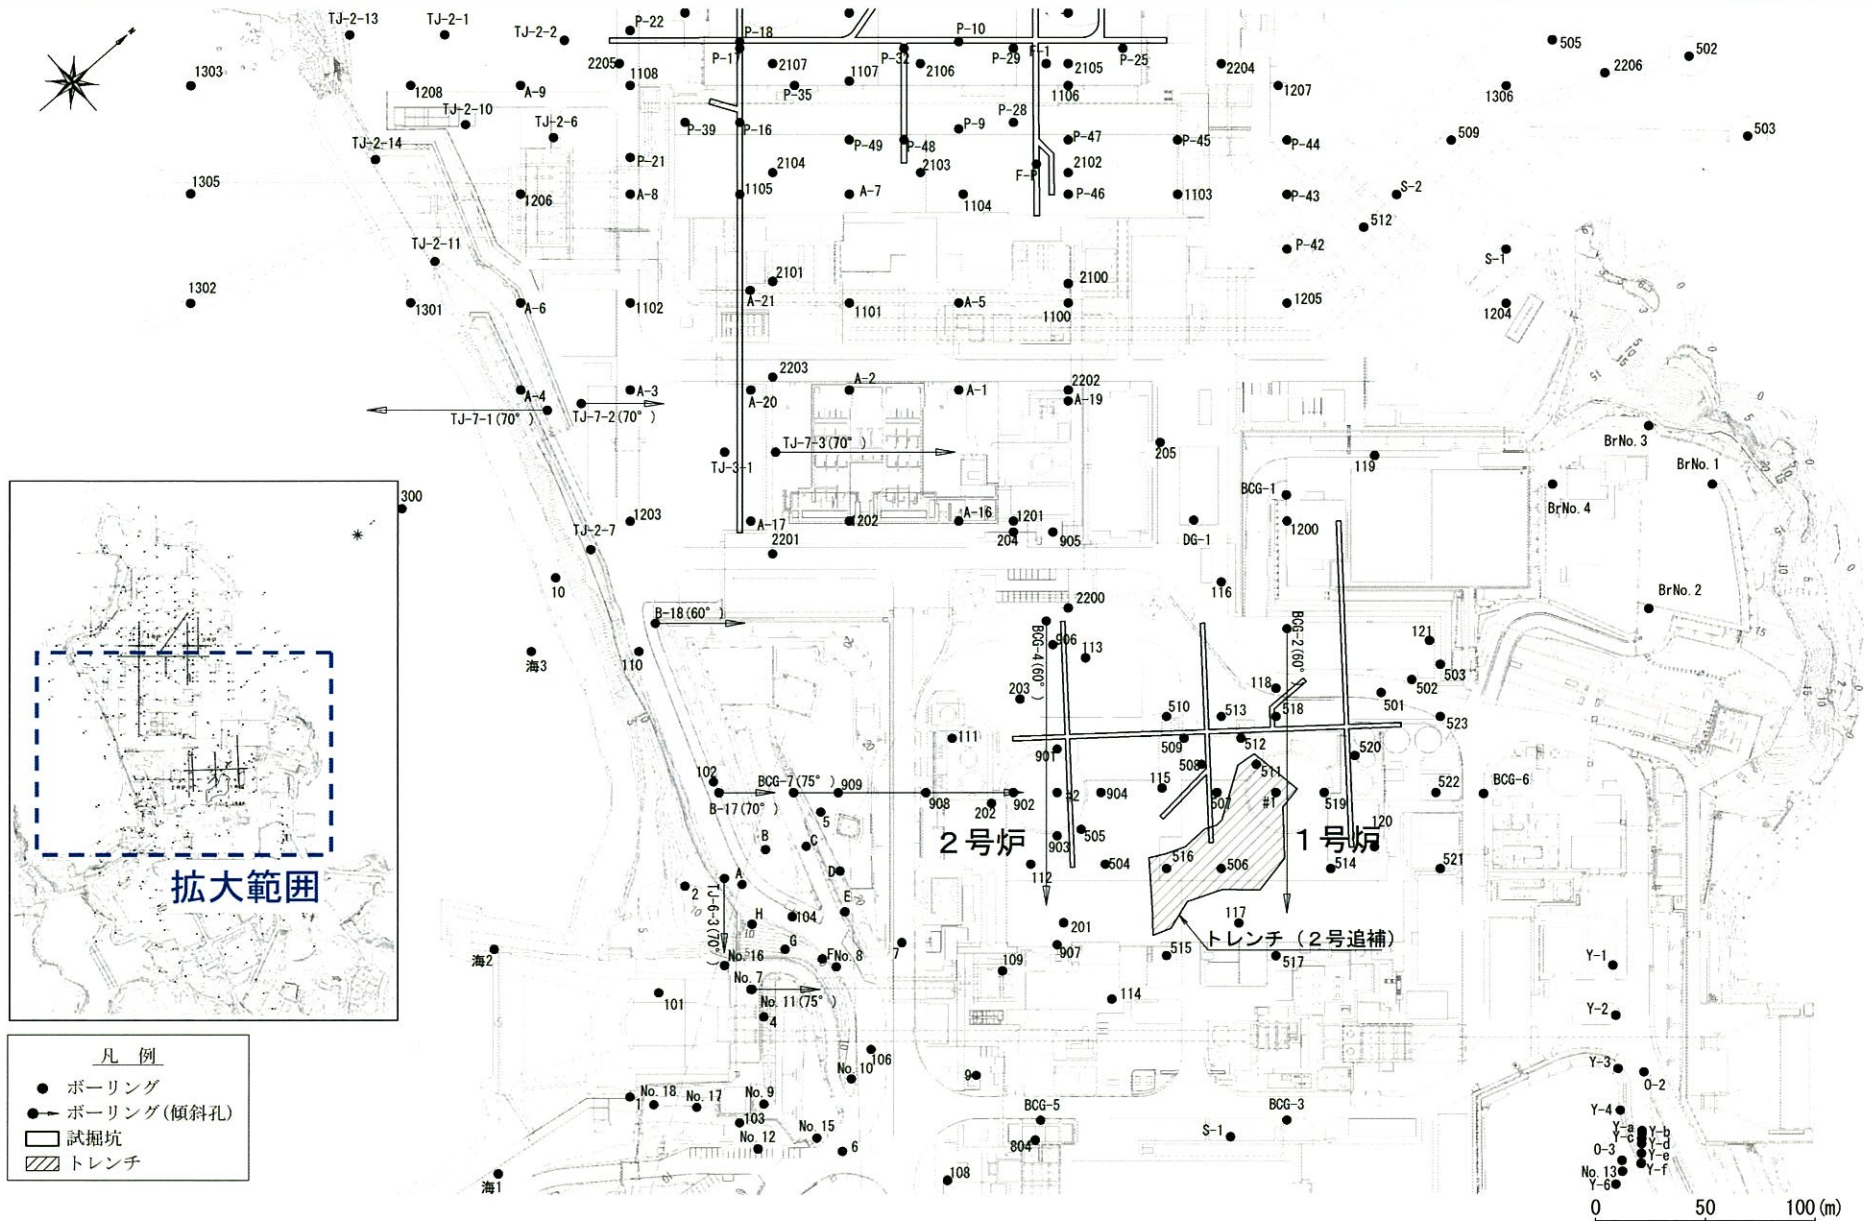 TJ-2-13
TJ-2-1
TJ-2-2
P-22
P-18
P-10
505
502
P-17
2107
1107
P-32
2106
P-29
F-1
2105
P-25
2204
2206
1303
1208
A-9
2205
1108
P-35
1106
1207
1306
TJ-2-10
TJ-2-6
P-39
P-16
P-9
P-28
TJ-2-14
P-21
P-49
P-48
P-47
P-45
P-44
509
503
2104
2103
F-P
2102
1305
1206
A-8
1105
A-7
1104
P-46
1103
P-43
S-2
512
TJ-2-11
P-42
S-1
2101
2100
1302
1301
A-6
1102
A-21
1101
A-5
1100
1205
1204
2203
A-4
A-3
A-20
A-2
A-1
2202
A-19
TJ-7-1(70°)
TJ-7-2(70°)
TJ-3-1
TJ-7-3(70°)
205
119
BrNo.3
BrNo.1
BrNo.4
BCG-1
300
TJ-2-7
1203
A-17
1202
A-16
1201
204
905
DG-1
1200
2201
10
116
BrNo.2
B-18(60°)
2200
BCG-4(60°)
906
113
BCG-2(60°)
121
503
海3
110
118
502
501
203
510
513
518
523
111
901
509
512
520
508
511
102
B-17(70°)
BCG-7(75°)
909
908
202
902
#2
904
115
507
#1
519
522
BCG-6
5
2号炉
903
505
1号炉
120
B
C
D
112
504
516
506
514
521
2
A
TJ-6-3(70°)
104
E
H
G
F
201
117
トレンチ(2号追補)
海2
No.16
No.8
7
907
515
517
Y-1
No.7
109
101
No.11(75°)
4
114
Y-2
106
No.10
9
Y-3
O-2
1
No.18
No.17
No.9
103
BCG-5
BCG-3
Y-4
No.12
No.15
6
804
S-1
Y-a
Y-b
Y-c
Y-d
Y-e
O-3
Y-f
No.13
Y-6
海1
108
拡大範囲
凡 例
ボーリング
ボーリング(傾斜孔)
試掘坑
トレンチ
0 50 100(m)